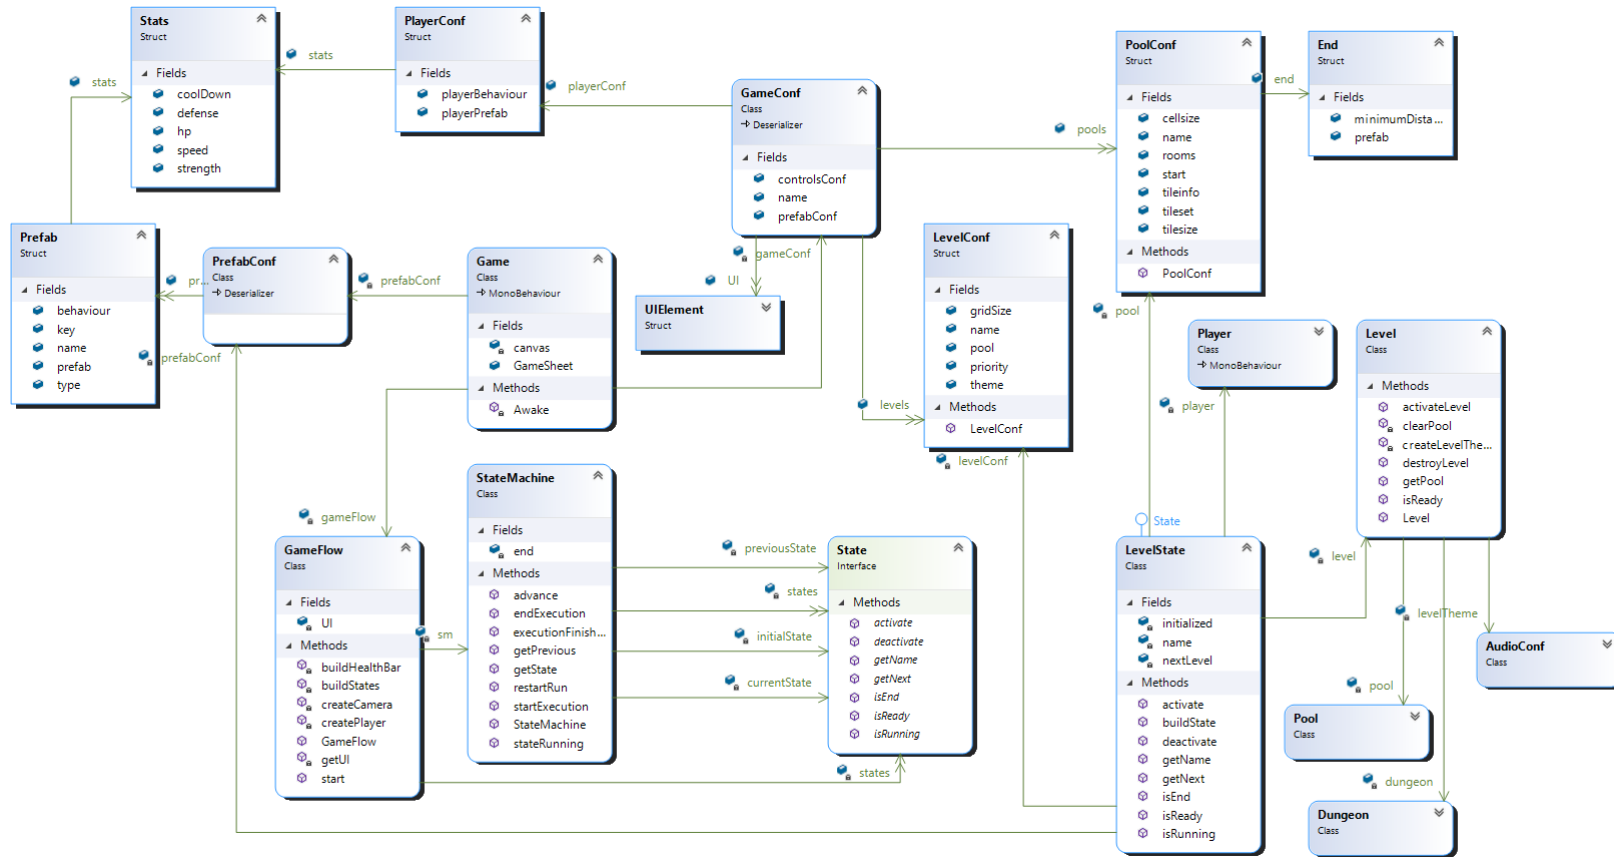 Stats
Struct
Fields
coolDown
defense
hp
speed
strength
stats
PlayerConf
Struct
Fields
playerBehaviour
playerPrefab
stats
playerConf
GameConf
Class
Deserializer
Fields
controlsConf
name
prefabConf
pools
PoolConf
Struct
Fields
cellsize
name
rooms
start
tileinfo
tileset
tilesize
Methods
PoolConf
end
End
Struct
Fields
minimumDista...
prefab
Prefab
Struct
Fields
behaviour
key
name
prefab
type
pr...
PrefabConf
Class
Deserializer
prefabConf
prefabConf
Game
Class
MonoBehaviour
Fields
canvas
GameSheet
Methods
Awake
gameConf
UI
UIElement
Struct
levels
LevelConf
Struct
Fields
gridSize
name
pool
priority
theme
Methods
LevelConf
levelConf
pool
Player
Class
MonoBehaviour
player
Level
Class
Methods
activateLevel
clearPool
createLevelThe...
destroyLevel
getPool
isReady
Level
gameFlow
GameFlow
Class
Fields
UI
Methods
buildHealthBar
buildStates
createCamera
createPlayer
GameFlow
getUI
start
sm
StateMachine
Class
Fields
end
Methods
advance
endExecution
executionFinish...
getPrevious
getState
restartRun
startExecution
StateMachine
stateRunning
previousState
states
initialState
currentState
states
State
Interface
Methods
activate
deactivate
getName
getNext
isEnd
isReady
isRunning
State
LevelState
Class
Fields
initialized
name
nextLevel
Methods
activate
buildState
deactivate
getName
getNext
isEnd
isReady
isRunning
level
levelTheme
AudioConf
Class
pool
Pool
Class
dungeon
Dungeon
Class